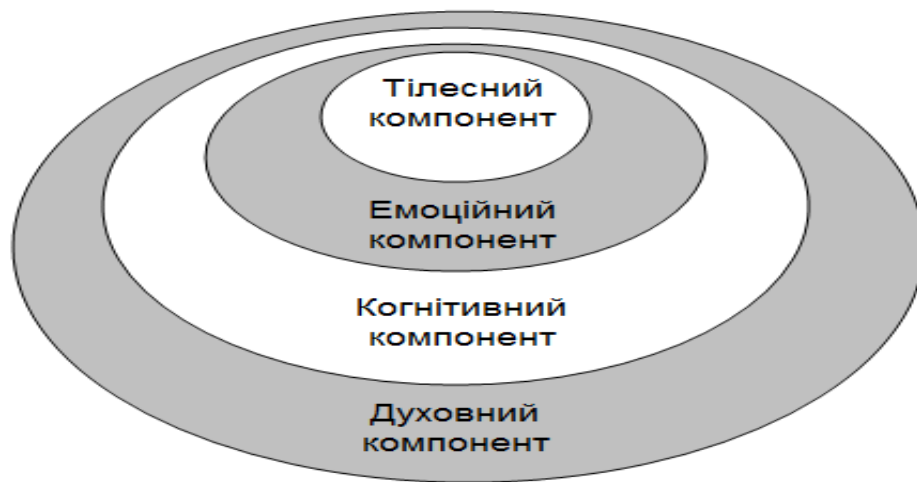 Тілесний
компонент
Емоційний
компонент
Когнітивний
компонент
Духовний
компонент